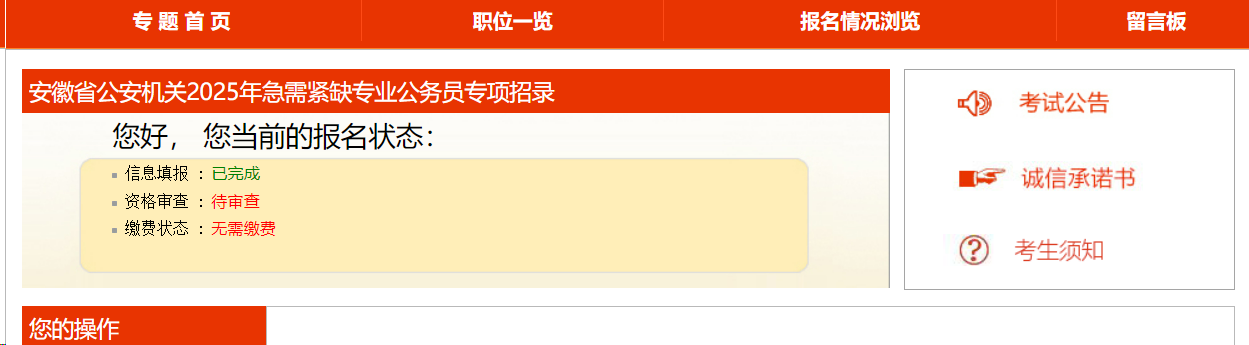 专 题 首 页 职位一览 报名情况浏览 留言板
安徽省公安机关2025年急需紧缺专业公务员专项招录
您好， 您当前的报名状态：
信息填报 ：已完成
资格审查 ：待审查
缴费状态 ：无需缴费
考试公告
诚信承诺书
考生须知
您的操作